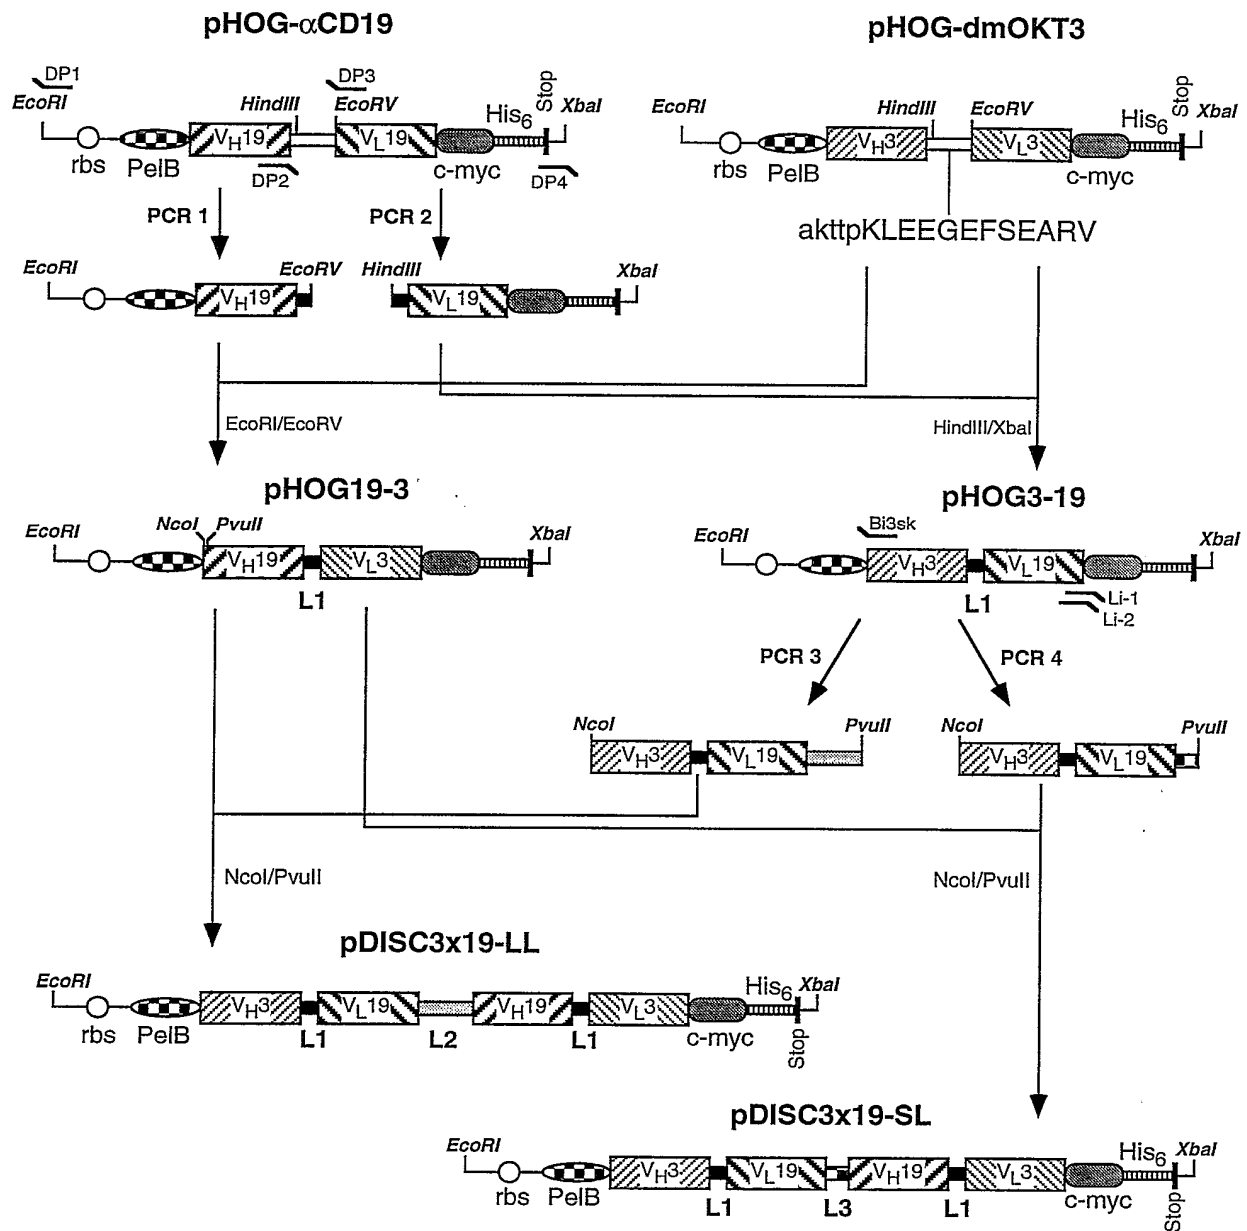 pHOG-αCD19
pHOG-dmOKT3
DP1
DP3
EcoRI
HindIII
EcoRV
His6
Stop
XbaI
EcoRI
HindIII
EcoRV
His6
Stop
XbaI
VH19
VL19
VH3
VL3
rbs
PelB
DP2
c-myc
DP4
rbs
PelB
c-myc
PCR 1
PCR 2
akttpKLEEGEFSEARV
EcoRI
EcoRV
HindIII
XbaI
VH19
VL19
EcoRI/EcoRV
HindIII/XbaI
pHOG19-3
pHOG3-19
EcoRI
NcoI
PvuII
XbaI
EcoRI
Bi3sk
XbaI
VH19
VL3
VH3
VL19
L1
L1
Li-1
Li-2
PCR 3
PCR 4
NcoI
PvuII
NcoI
PvuII
VH3
VL19
VH3
VL19
NcoI/PvuII
NcoI/PvuII
pDISC3x19-LL
EcoRI
His6
XbaI
VH3
VL19
VH19
VL3
rbs
PelB
L1
L2
L1
c-myc
Stop
pDISC3x19-SL
EcoRI
His6
XbaI
VH3
VL19
VH19
VL3
rbs
PelB
L1
L3
L1
c-myc
Stop